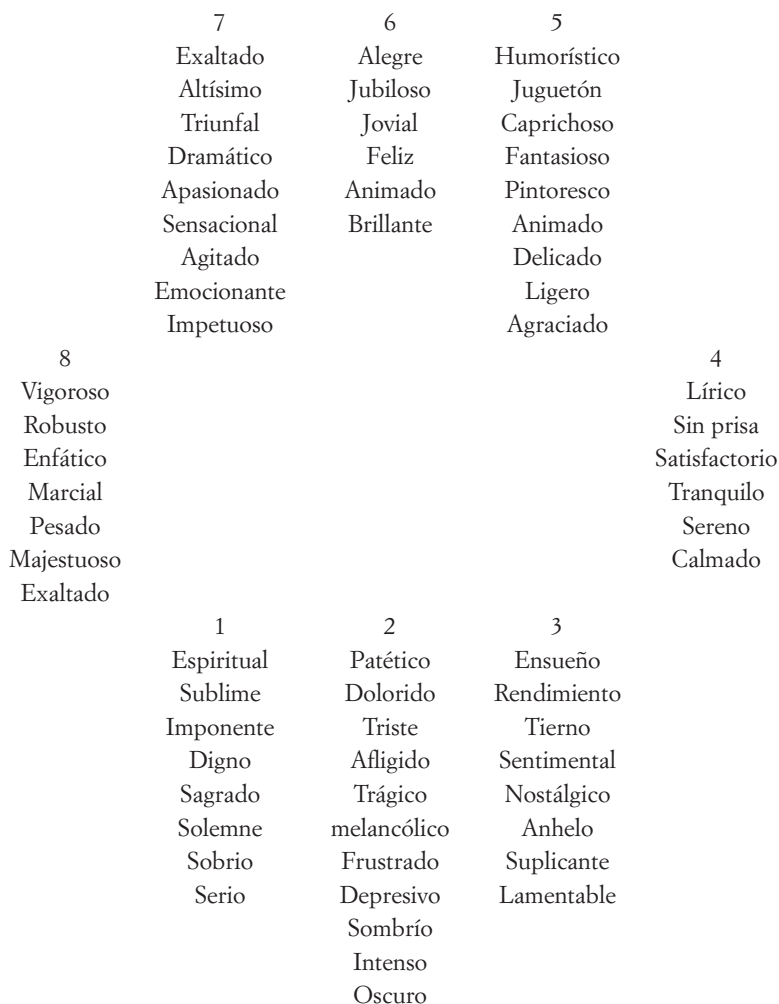 7
Exaltado
Altísimo
Triunfal
Dramático
Apasionado
Sensacional
Agitado
Emocionante
Impetuoso
6
Alegre
Jubiloso
Jovial
Feliz
Animado
Brillante
5
Humorístico
Juguetón
Caprichoso
Fantasioso
Pintoresco
Animado
Delicado
Ligero
Agraciado
8
Vigoroso
Robusto
Enfático
Marcial
Pesado
Majestuoso
Exaltado
4
Lírico
Sin prisa
Satisfactorio
Tranquilo
Sereno
Calmado
1
Espiritual
Sublime
Imponente
Digno
Sagrado
Solemne
Sobrio
Serio
2
Patético
Dolorido
Triste
Afligido
Trágico
melancólico
Frustrado
Depresivo
Sombrío
Intenso
Oscuro
3
Ensueño
Rendimiento
Tierno
Sentimental
Nostálgico
Anhelo
Suplicante
Lamentable